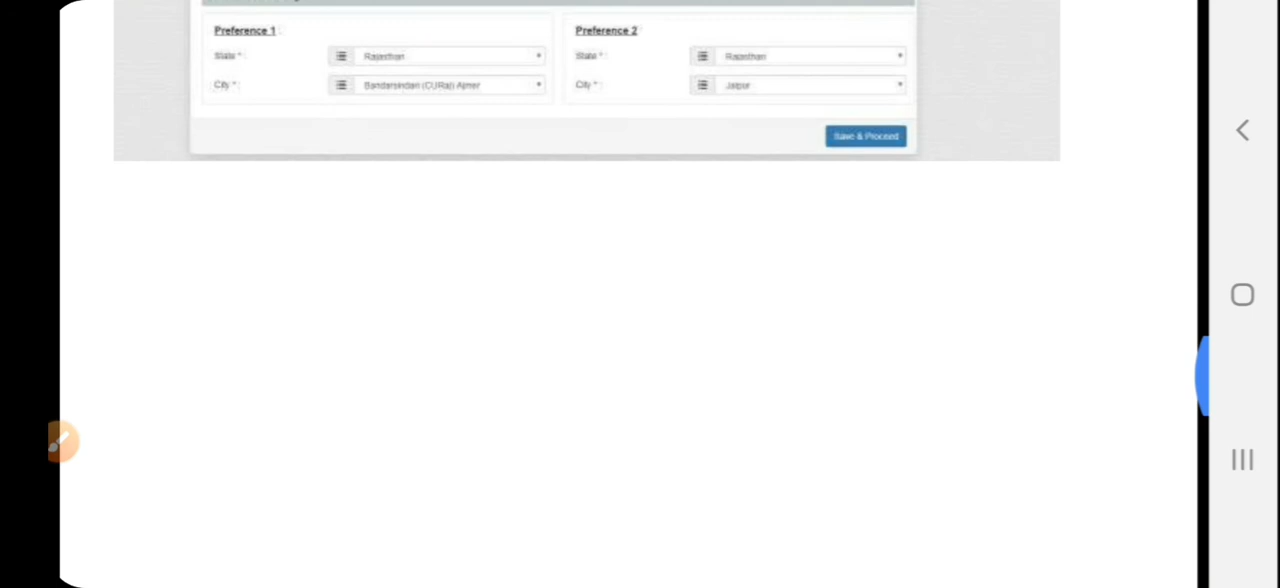 Preference 1 :
State * :
Rajasthan
City * :
Bandarsindari (CURaj) Ajmer
Preference 2
State * :
Rajasthan
City * :
Jaipur
Save & Proceed